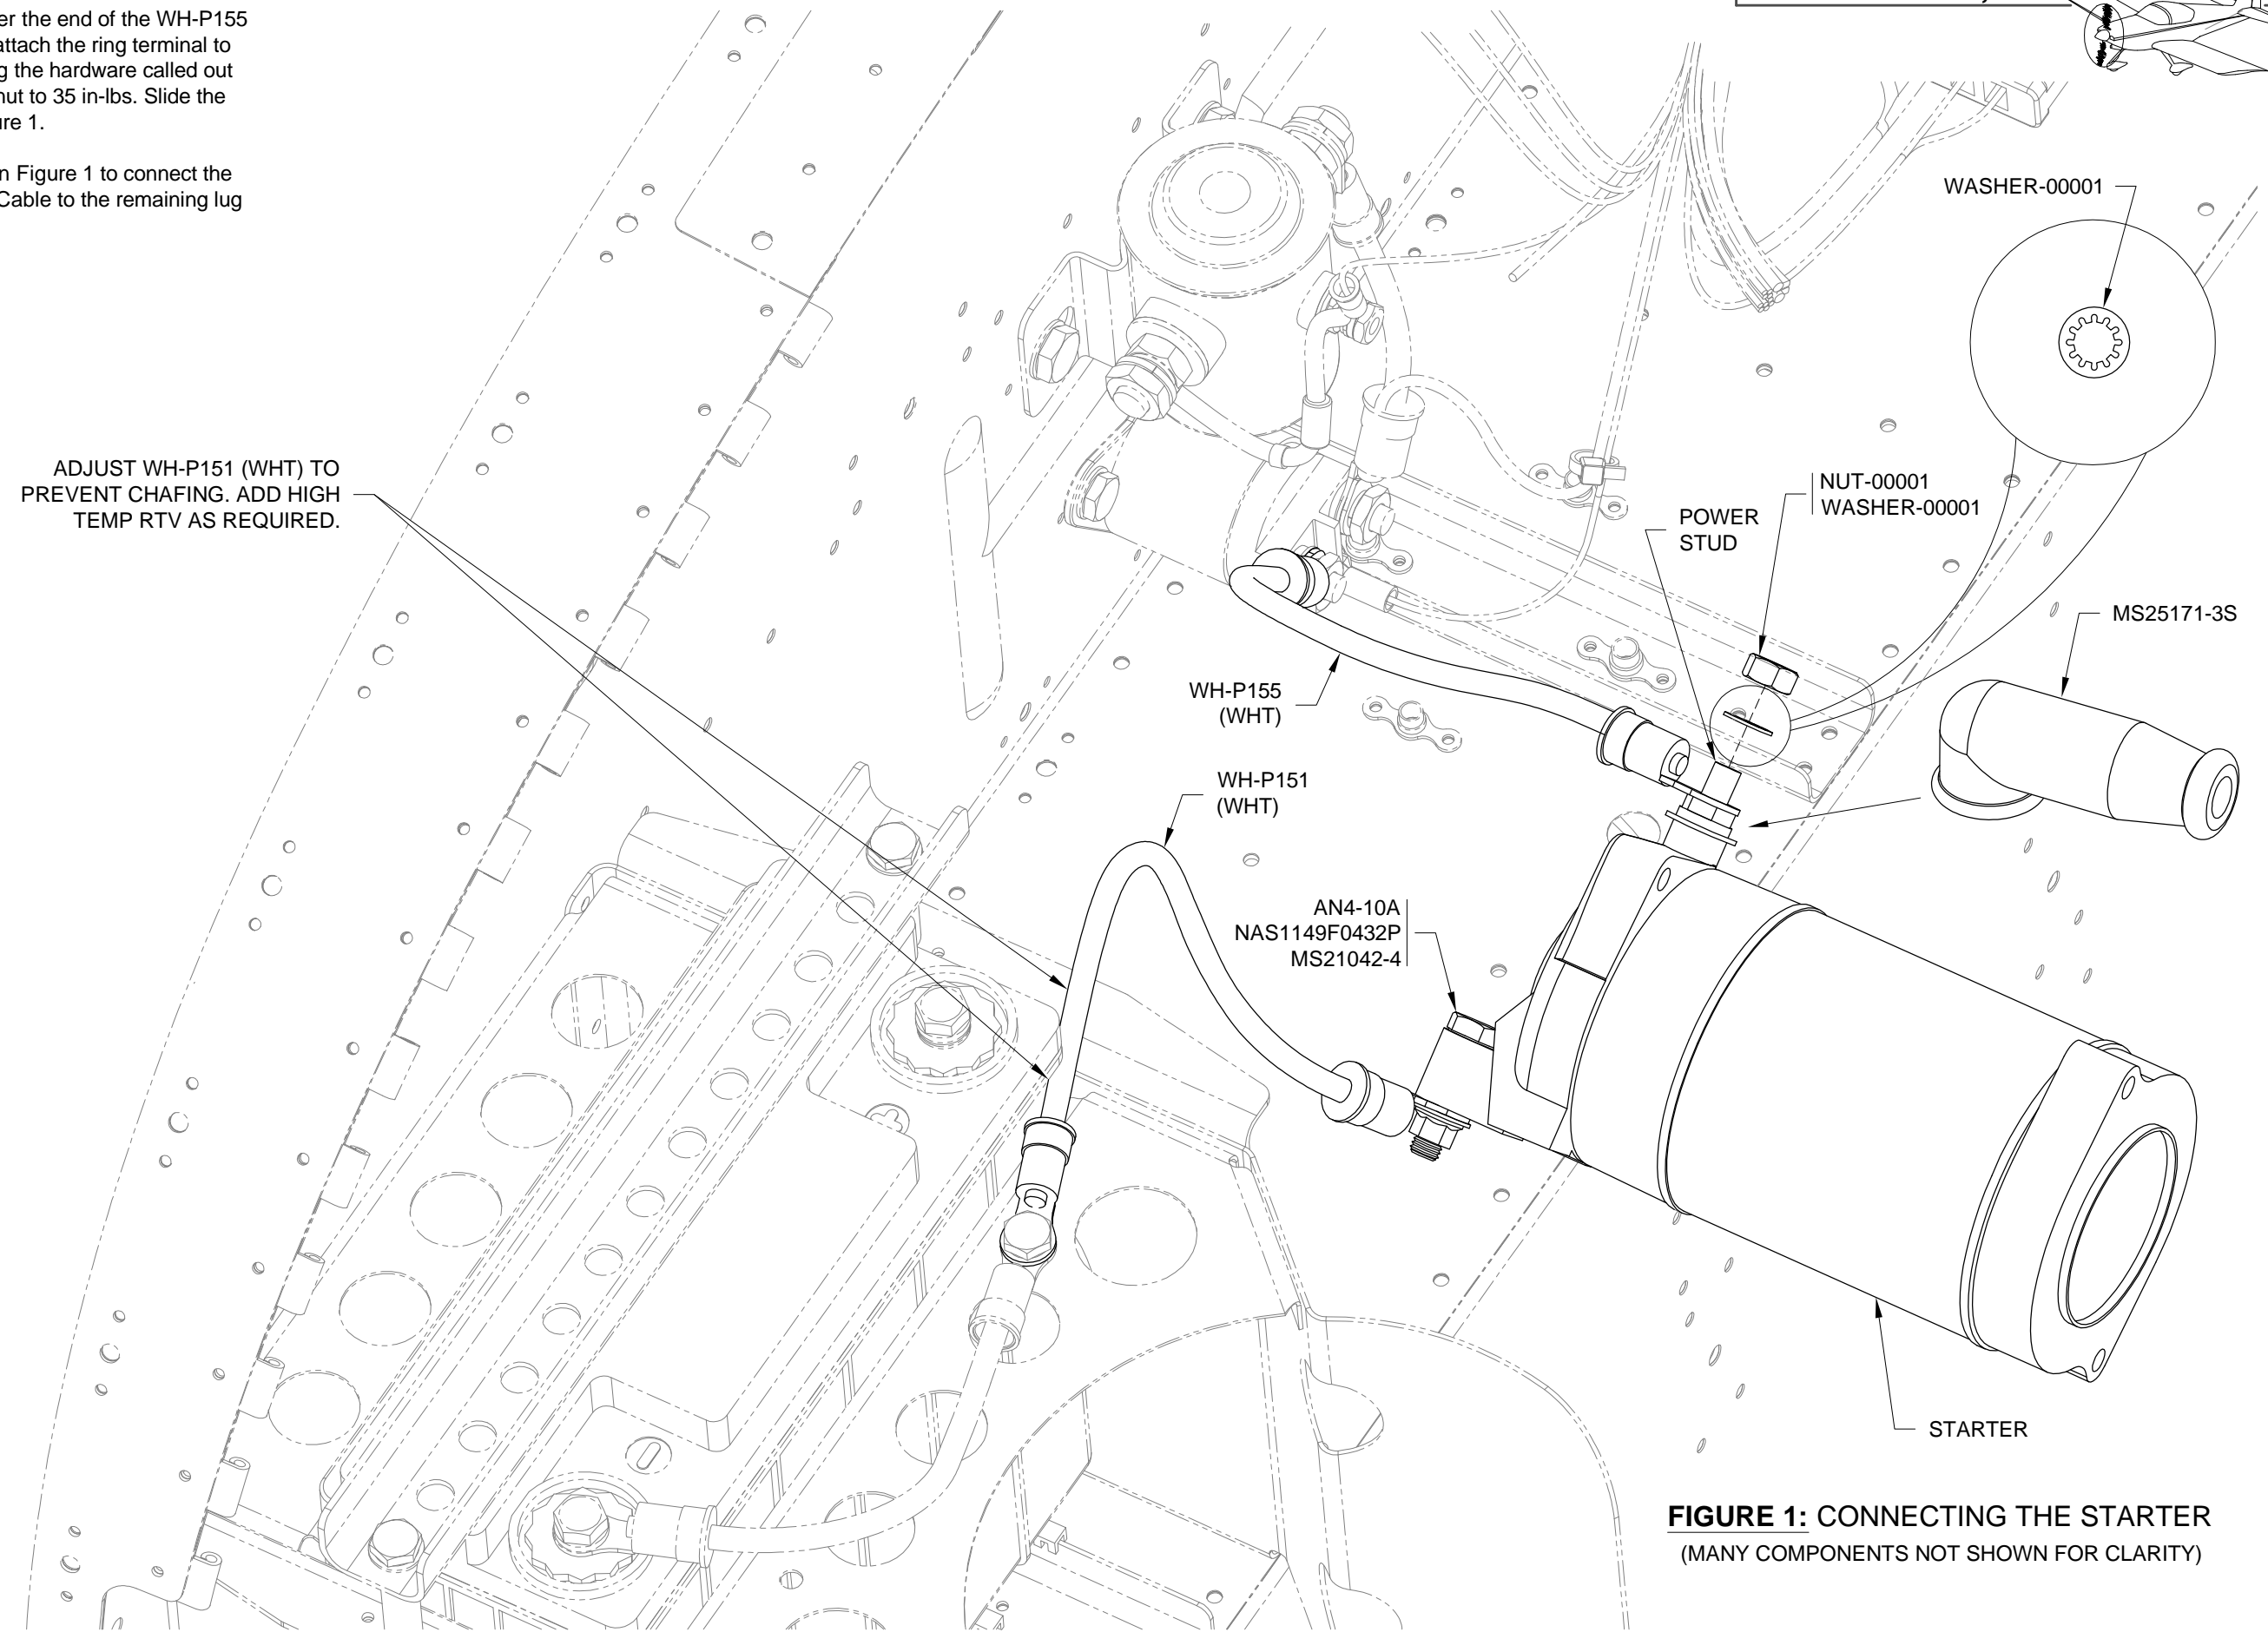 er the end of the WH-P155
attach the ring terminal to
g the hardware called out
nut to 35 in-lbs. Slide the
ure 1.
n Figure 1 to connect the
Cable to the remaining lug
WASHER-00001
ADJUST WH-P151 (WHT) TO
PREVENT CHAFING. ADD HIGH
TEMP RTV AS REQUIRED.
NUT-00001
WASHER-00001
POWER
STUD
MS25171-3S
WH-P155
(WHT)
WH-P151
(WHT)
AN4-10A
NAS1149F0432P
MS21042-4
STARTER
FIGURE 1: CONNECTING THE STARTER
(MANY COMPONENTS NOT SHOWN FOR CLARITY)